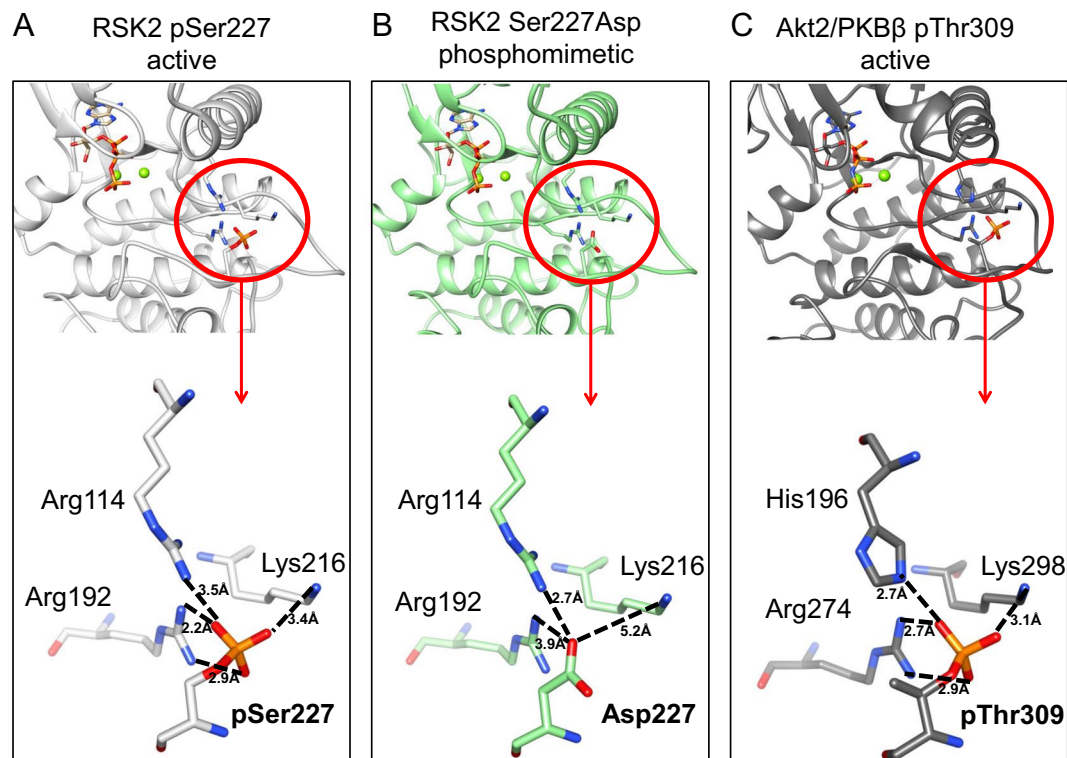 A
RSK2 pSer227
active
Arg114
Lys216
3.5Å
Arg192
2.2Å
3.4Å
2.9Å
pSer227
B
RSK2 Ser227Asp
phosphomimetic
Arg114
Lys216
2.7Å
Arg192
3.9Å
5.2Å
Asp227
C
Akt2/PKBβ pThr309
active
His196
Lys298
2.7Å
Arg274
2.7Å
3.1Å
2.9Å
pThr309